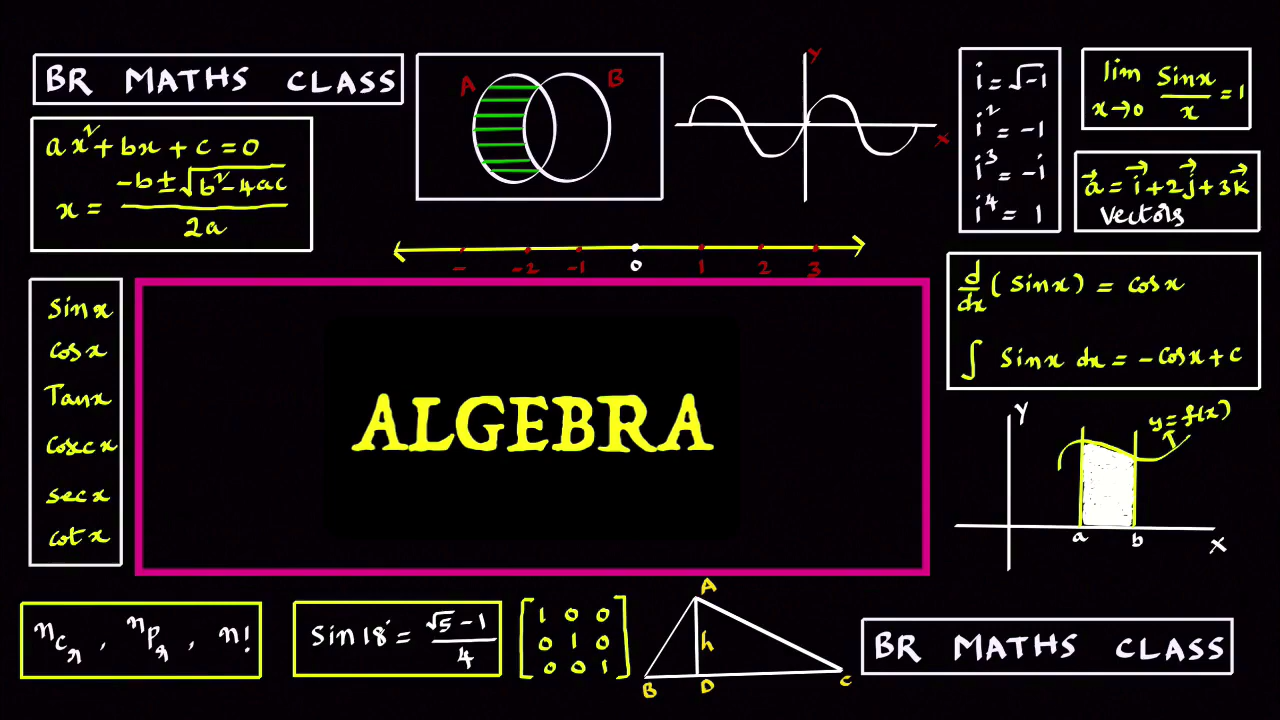 BR MATHS CLASS
ax²+bx+c=0
x = (-b±√(b²-4ac))/2a
A B
Y
X
i=√-1
i²=-1
i³=-i
i⁴=1
lim x→0 Sinx/x=1
a⃗=i⃗+2j⃗+3k⃗
Vectors
- -2 -1 0 1 2 3
d/dx(Sinx)=Cosx
∫ Sinx dx=-Cosx+c
Sinx
Cosx
Tanx
Cosecx
Secx
Cotx
ALGEBRA
Y
y=f(x)
a b
X
nCr, nPr, n!
Sin18°=(√5-1)/4
1 0 0
0 1 0
0 0 1
A
h
B D C
BR MATHS CLASS